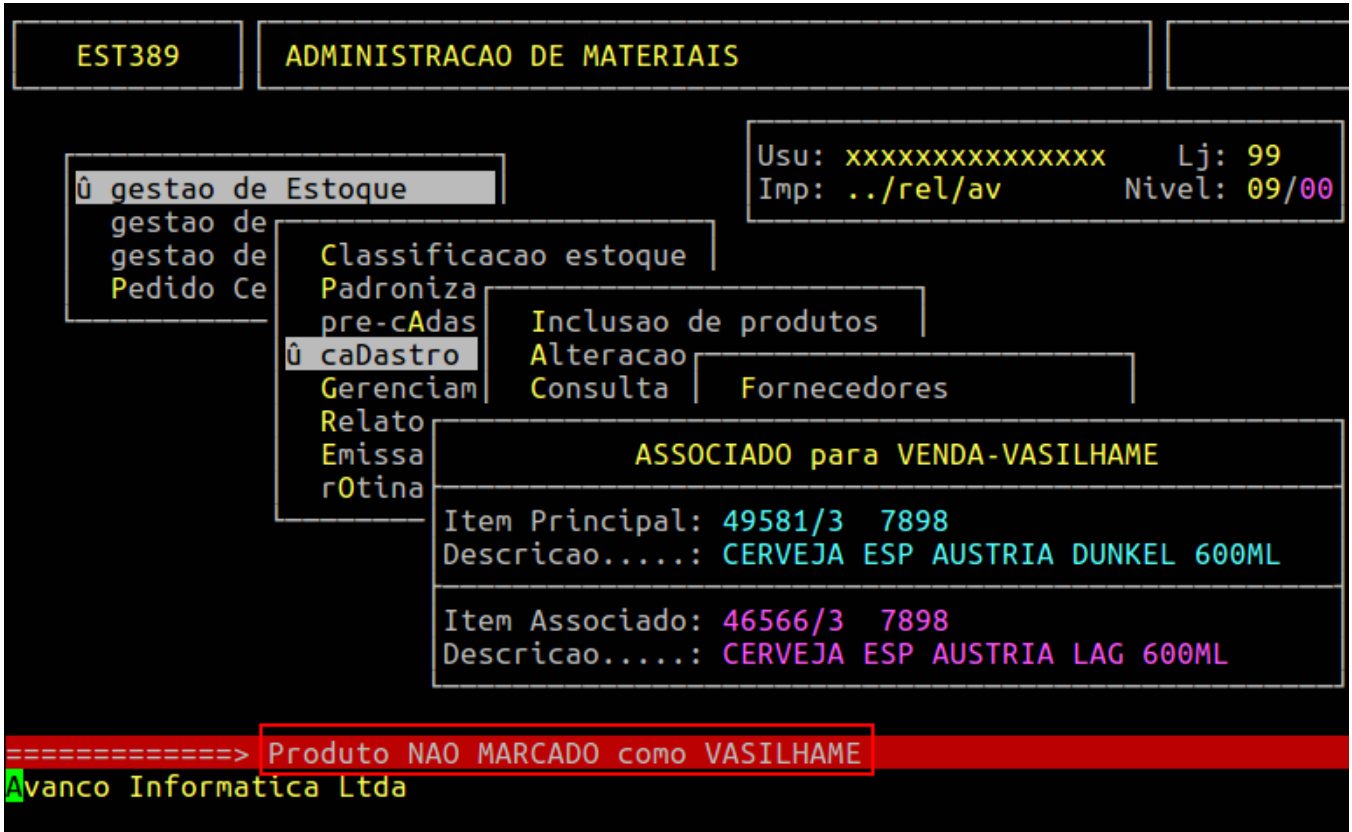 EST389
ADMINISTRACAO DE MATERIAIS
Usu: xxxxxxxxxxxxxxx Lj: 99
Imp: ../rel/av Nivel: 09/00
û gestao de Estoque
gestao de
gestao de
Pedido Ce
Classificacao estoque
Padroniza
pre-cAdas
û caDastro
Gerenciam
Relato
Emissa
rOtina
Inclusao de produtos
Alteracao
Consulta
Fornecedores
ASSOCIADO para VENDA-VASILHAME
Item Principal: 49581/3 7898
Descricao.....: CERVEJA ESP AUSTRIA DUNKEL 600ML
Item Associado: 46566/3 7898
Descricao.....: CERVEJA ESP AUSTRIA LAG 600ML
=============> Produto NAO MARCADO como VASILHAME
Avanco Informatica Ltda